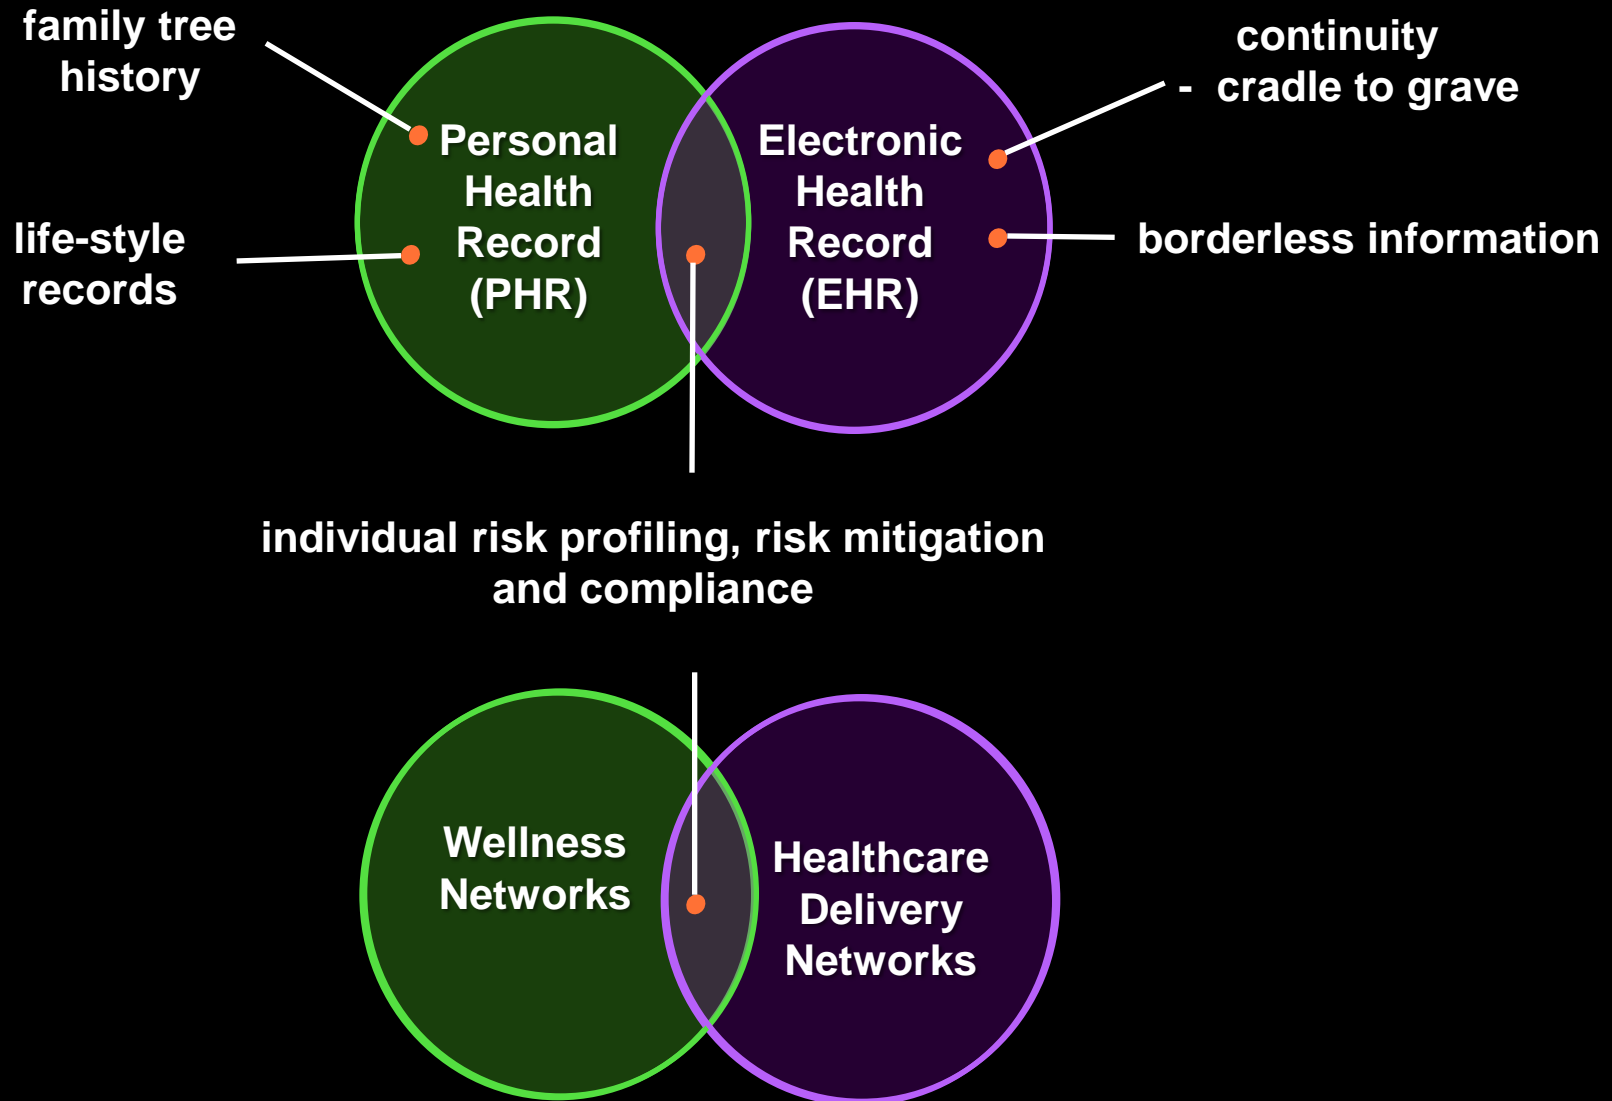 family tree
history
life-style
records
Personal
Health
Record
(PHR)
Electronic
Health
Record
(EHR)
continuity
- cradle to grave
borderless information
individual risk profiling, risk mitigation
and compliance
Wellness
Networks
Healthcare
Delivery
Networks